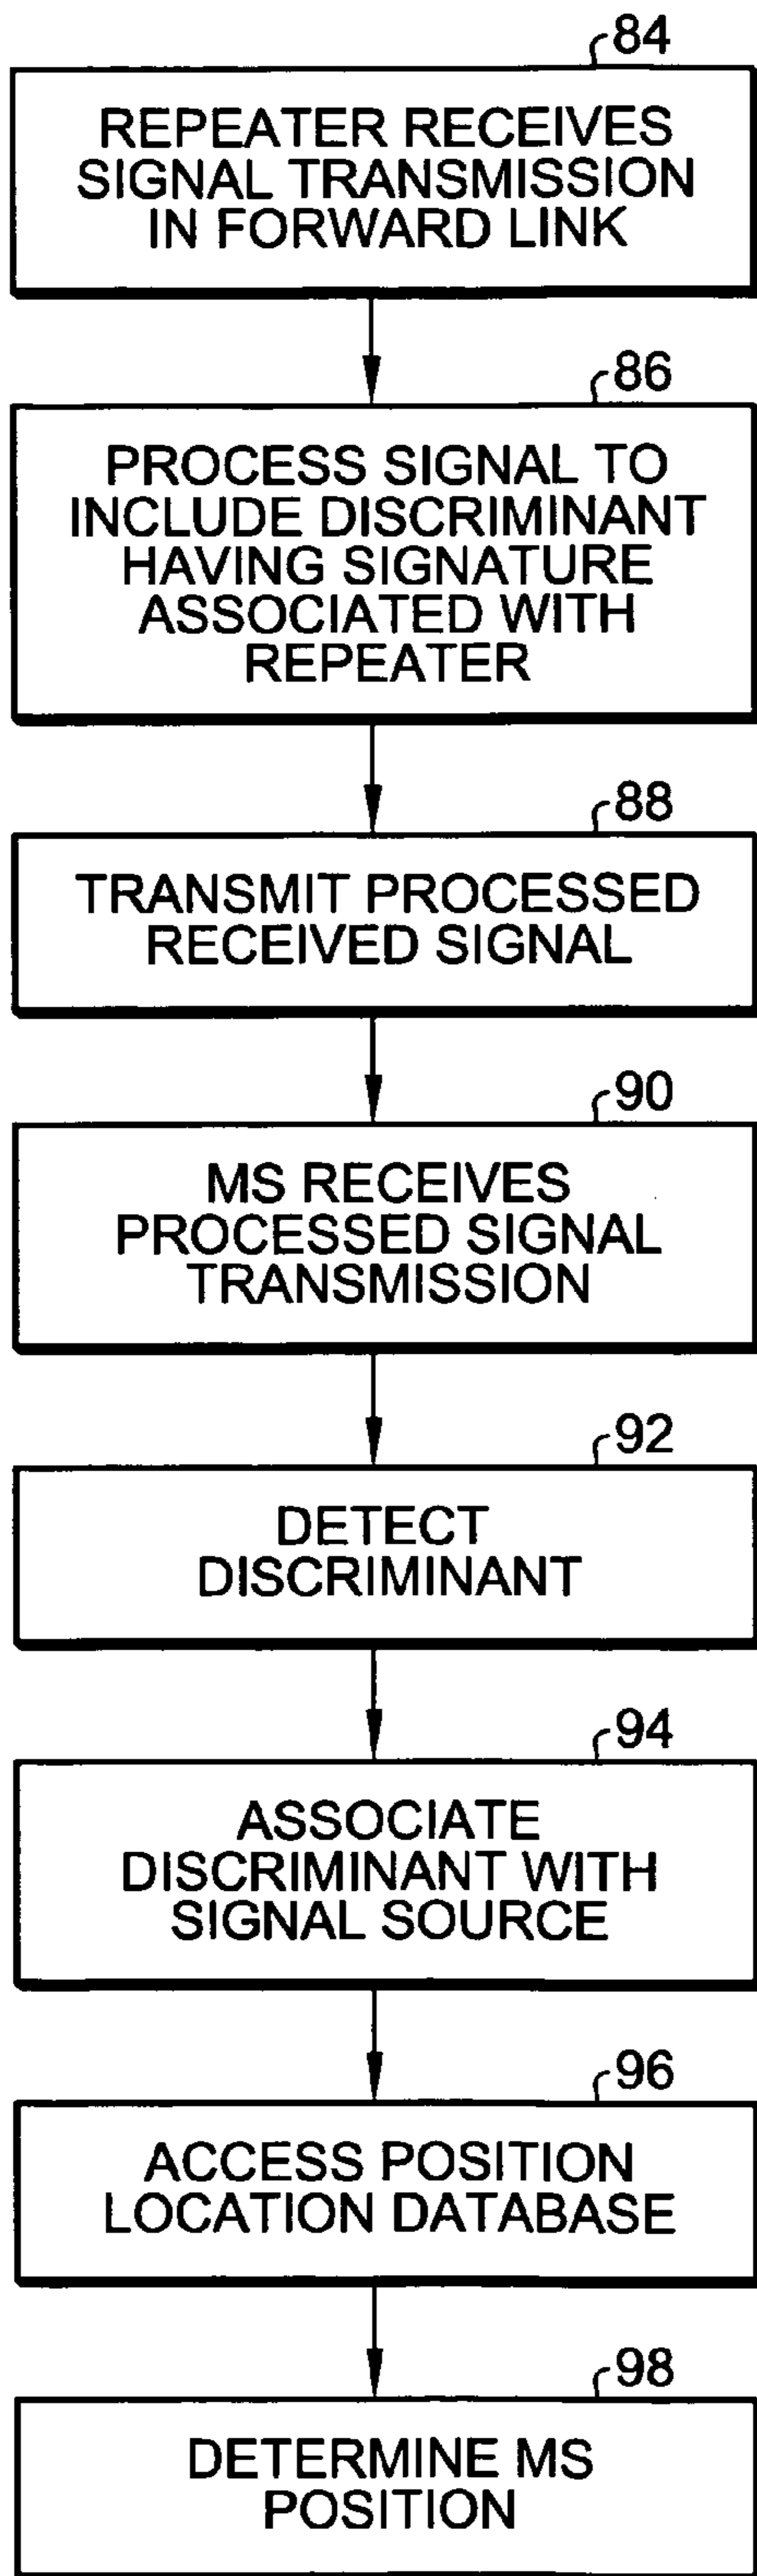 84
REPEATER RECEIVES
SIGNAL TRANSMISSION
IN FORWARD LINK
86
PROCESS SIGNAL TO
INCLUDE DISCRIMINANT
HAVING SIGNATURE
ASSOCIATED WITH
REPEATER
88
TRANSMIT PROCESSED
RECEIVED SIGNAL
90
MS RECEIVES
PROCESSED SIGNAL
TRANSMISSION
92
DETECT
DISCRIMINANT
94
ASSOCIATE
DISCRIMINANT WITH
SIGNAL SOURCE
96
ACCESS POSITION
LOCATION DATABASE
98
DETERMINE MS
POSITION